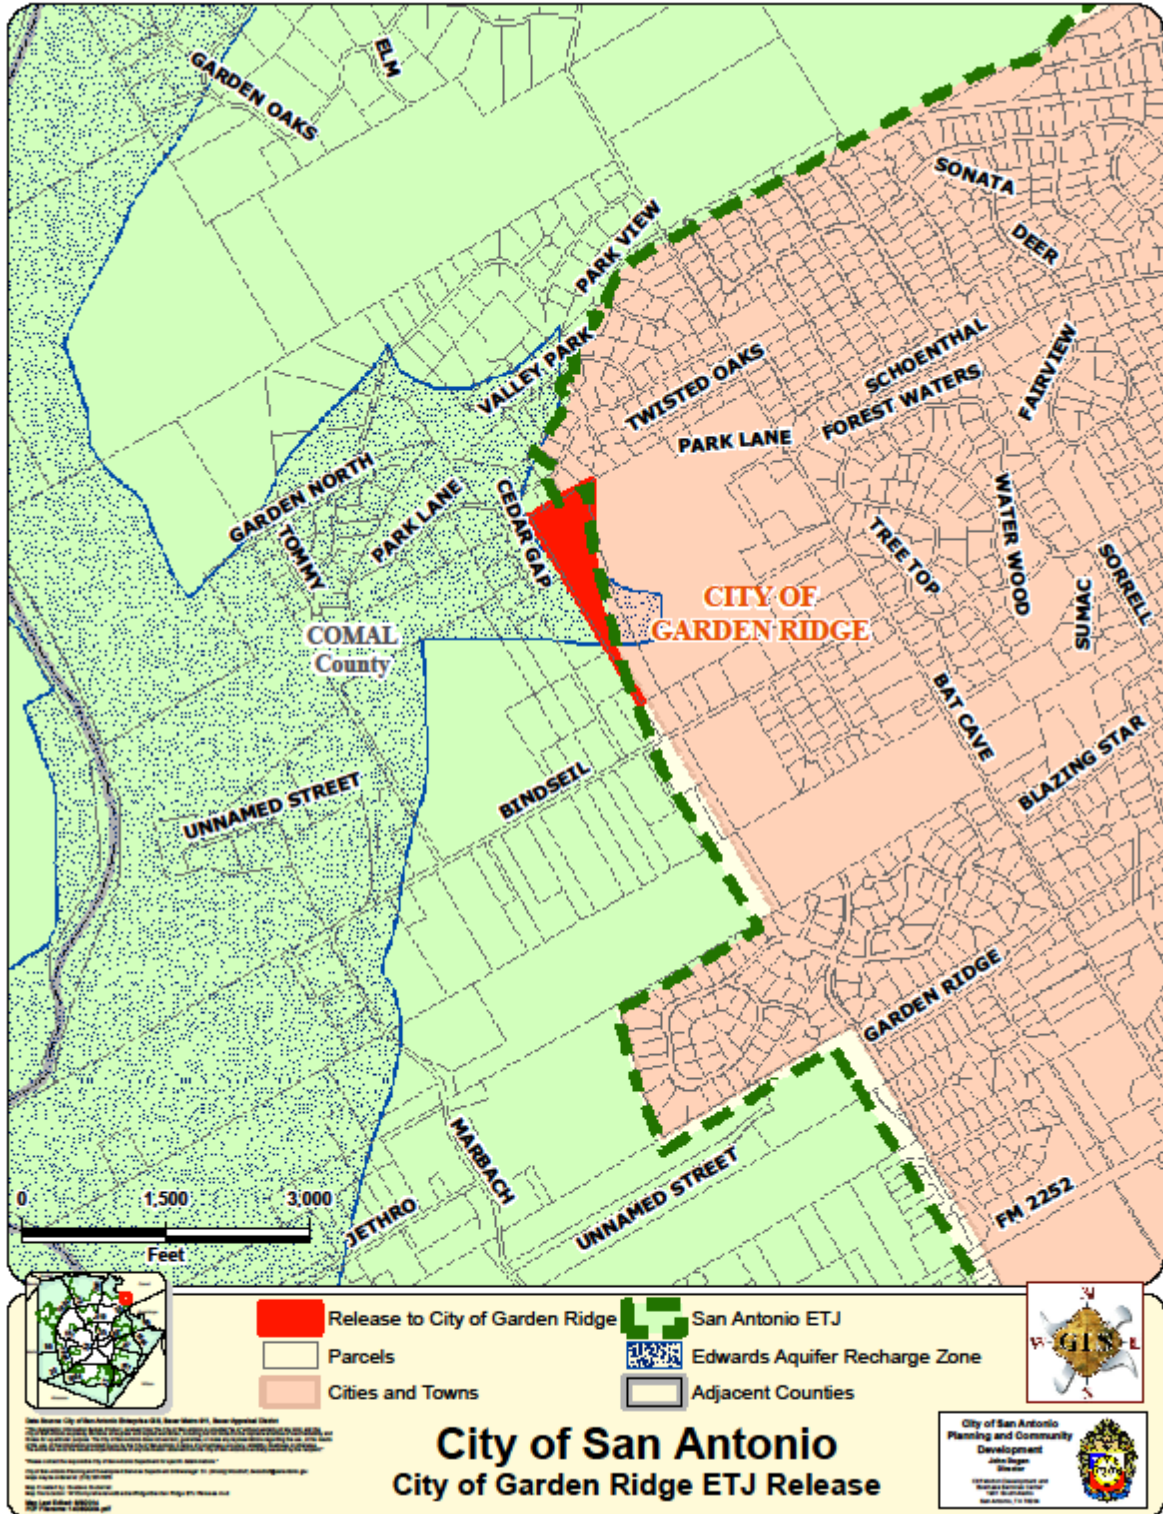 ELM
GARDEN OAKS
SONATA
DEER
PARK VIEW
VALLEY PARK
TWISTED OAKS
SCHOENTHAL
FOREST WATERS
FAIRVIEW
PARK LANE
GARDEN NORTH
PARK LANE
CEDAR GAP
TOMMY
TREE TOP
WATER WOOD
SORRELL
SUMAC
CITY OF
GARDEN RIDGE
COMAL
County
BAT CAVE
BLAZING STAR
BINDSEIL
UNNAMED STREET
GARDEN RIDGE
MARBACH
UNNAMED STREET
JETHRO
FM 2252
0 1,500 3,000
Feet
Release to City of Garden Ridge
San Antonio ETJ
Parcels
Edwards Aquifer Recharge Zone
Cities and Towns
Adjacent Counties
N
W GIS E
S
City of San Antonio
City of Garden Ridge ETJ Release
City of San Antonio
Planning and Community
Development